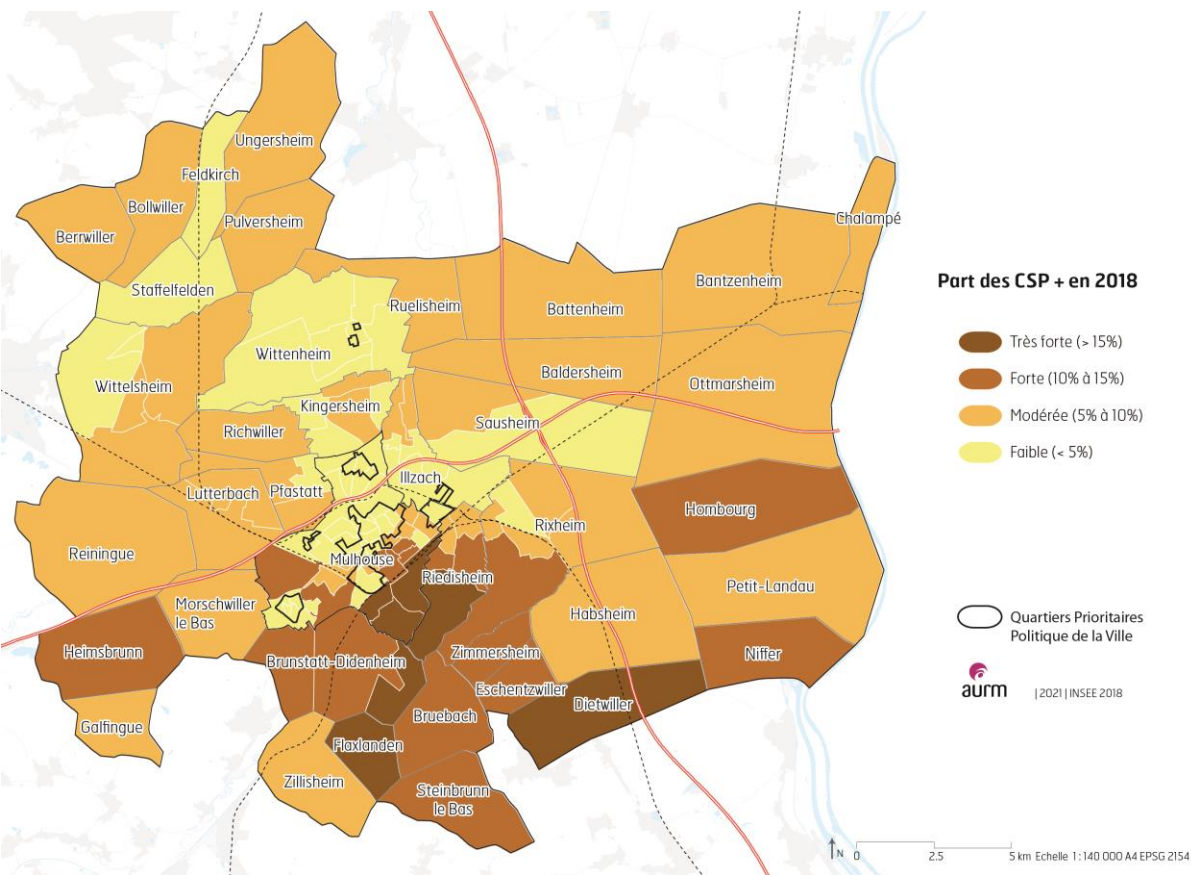 Ungersheim
Feldkirch
Bollwiller
Pulversheim
Berrwiller
Chalampé
Staffelfelden
Bantzenheim
Ruelisheim
Battenheim
Wittenheim
Wittelsheim
Baldersheim
Ottmarsheim
Kingersheim
Sausheim
Richwiller
Illzach
Lutterbach
Pfastatt
Hombourg
Rixheim
Reiningue
Mulhouse
Riedisheim
Petit-Landau
Morschwiller
le Bas
Habsheim
Heimsbrunn
Brunstatt-Didenheim
Zimmersheim
Niffer
Eschentzwiller
Dietwiller
Bruebach
Galfingue
Flaxlanden
Zillisheim
Steinbrunn
le Bas
Part des CSP + en 2018
Très forte (> 15%)
Forte (10% à 15%)
Modérée (5% à 10%)
Faible (< 5%)
Quartiers Prioritaires
Politique de la Ville
aurm | 2021 | INSEE 2018
N 0 2.5 5 km Echelle 1 : 140 000 A4 EPSG 2154